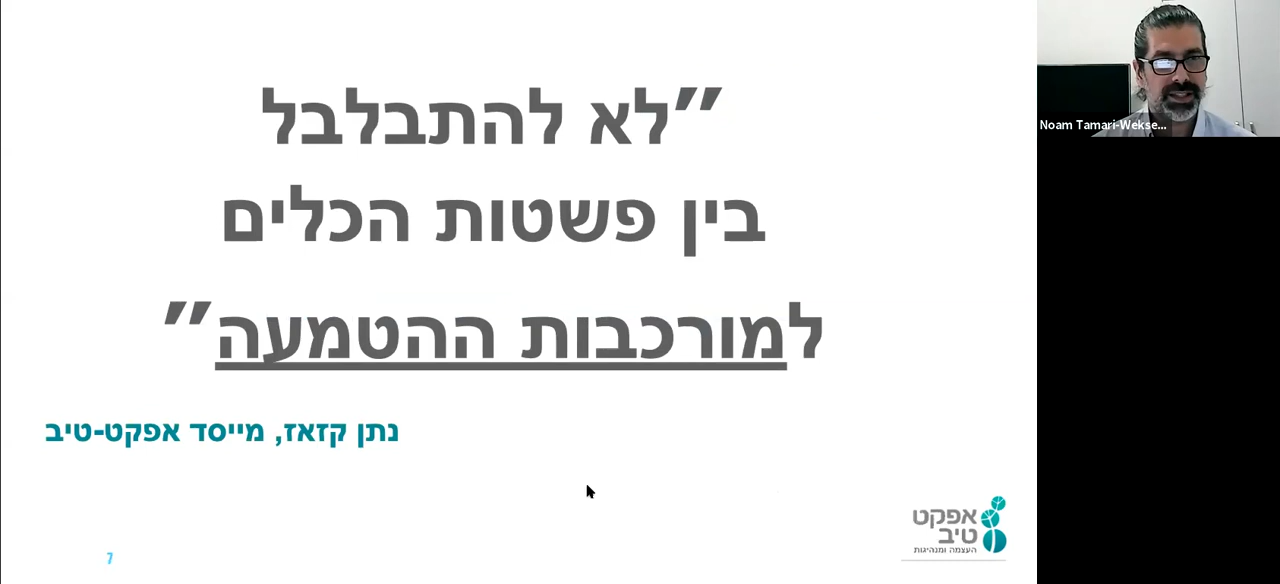 ״לא להתבלבל
בין פשטות הכלים
למורכבות ההטמעה״
נתן קזאז, מייסד אפקט-טיב
אפקט
טיב
העצמה ומנהיגות
7
Noam Tamari-Wekse...